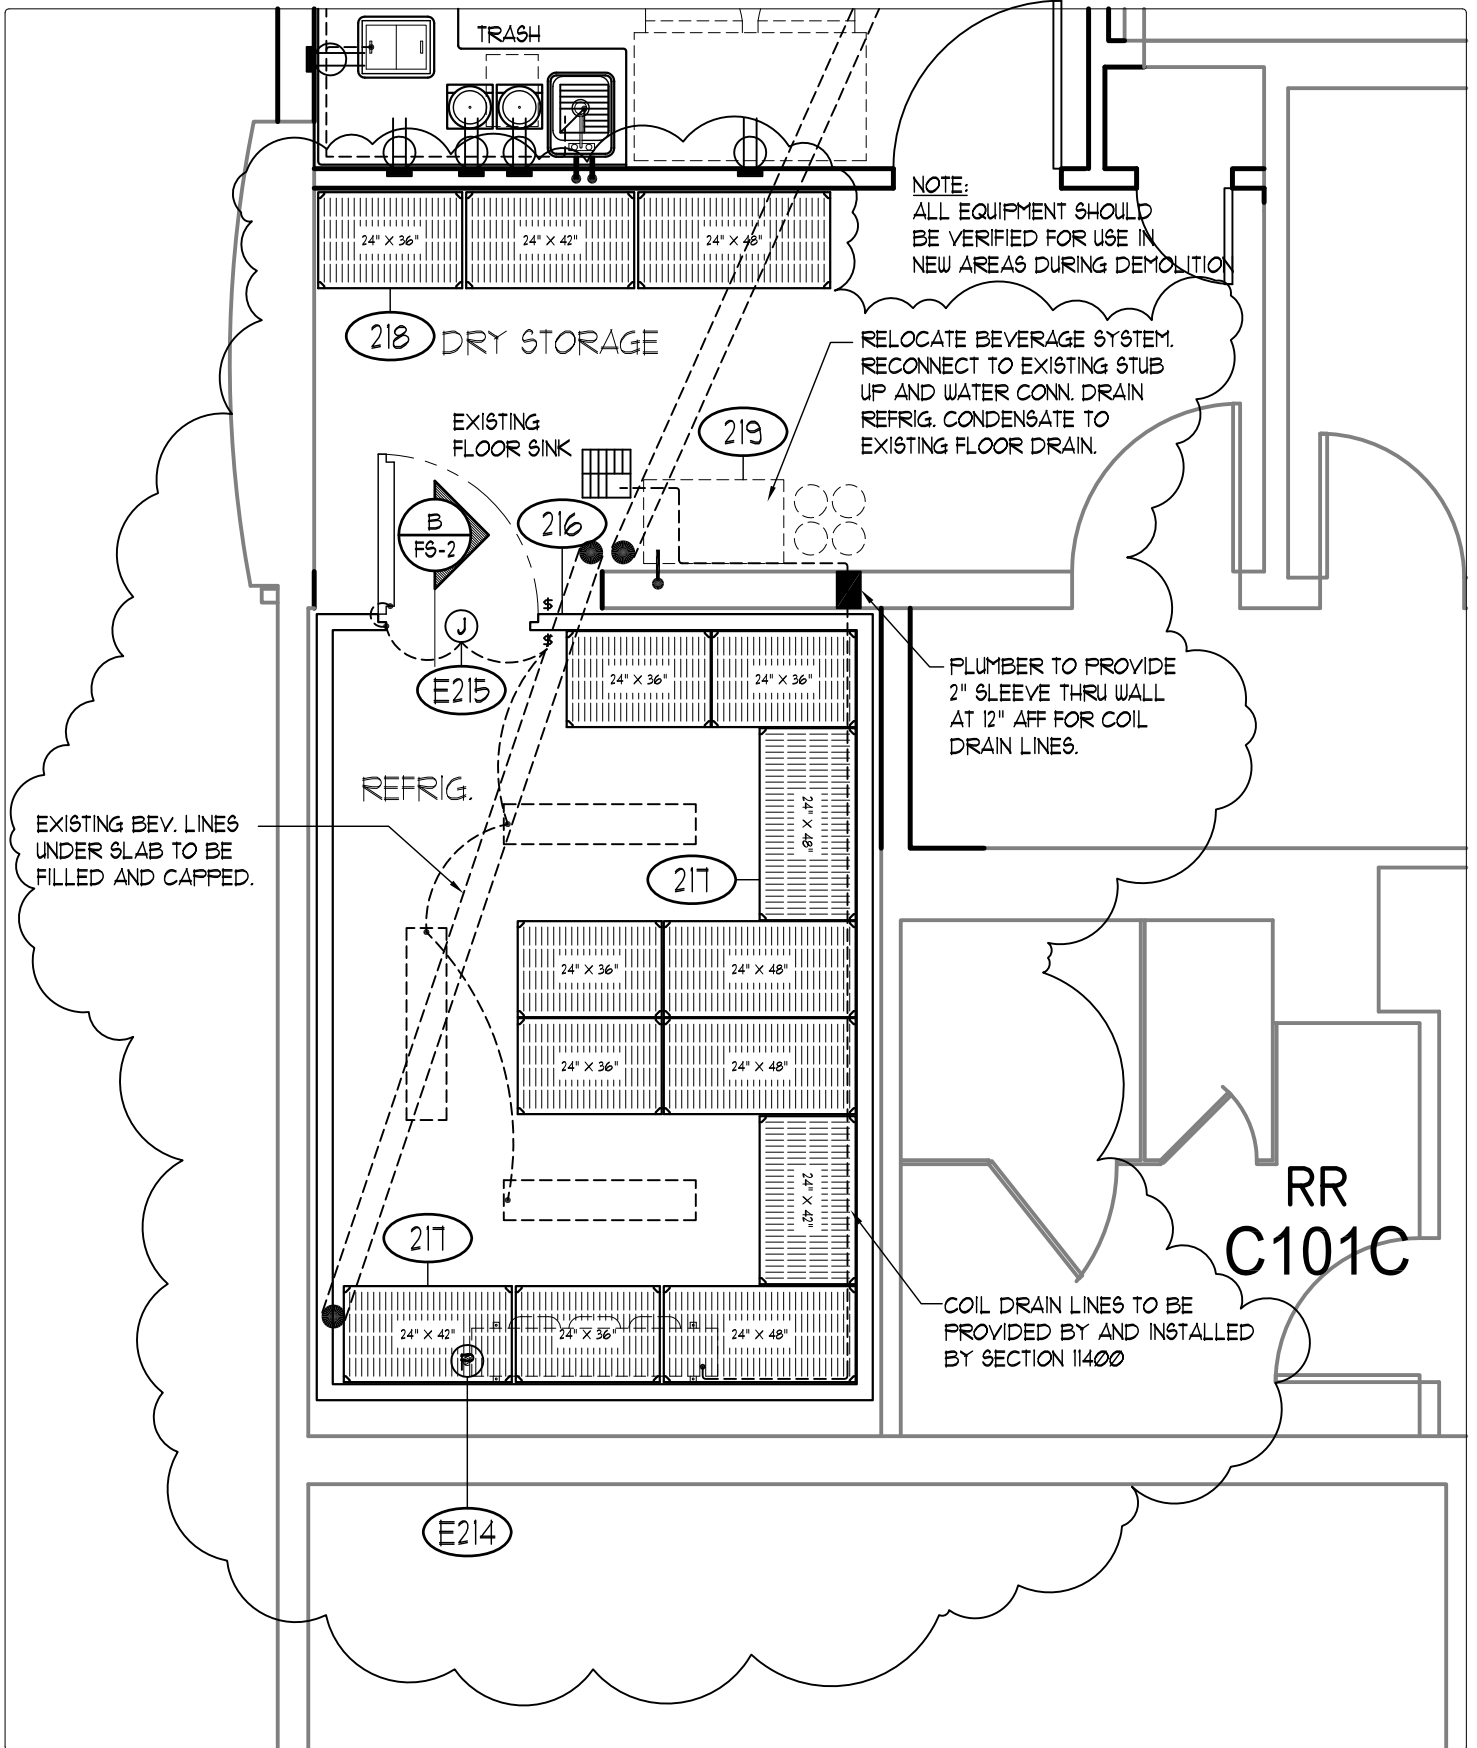 TRASH
NOTE:
ALL EQUIPMENT SHOULD
BE VERIFIED FOR USE IN
NEW AREAS DURING DEMOLITION
24" X 36"
24" X 42"
24" X 48"
218
DRY STORAGE
RELOCATE BEVERAGE SYSTEM.
RECONNECT TO EXISTING STUB
UP AND WATER CONN. DRAIN
REFRIG. CONDENSATE TO
EXISTING FLOOR DRAIN.
EXISTING
FLOOR SINK
219
216
B
FS-2
$
$
J
E215
24" X 36"
24" X 36"
PLUMBER TO PROVIDE
2" SLEEVE THRU WALL
AT 12" AFF FOR COIL
DRAIN LINES.
REFRIG.
24" X 48"
EXISTING BEV. LINES
UNDER SLAB TO BE
FILLED AND CAPPED.
217
24" X 36"
24" X 48"
24" X 36"
24" X 48"
24" X 42"
RR
C101C
217
COIL DRAIN LINES TO BE
PROVIDED BY AND INSTALLED
BY SECTION 11400
24" X 42"
24" X 36"
24" X 48"
E214